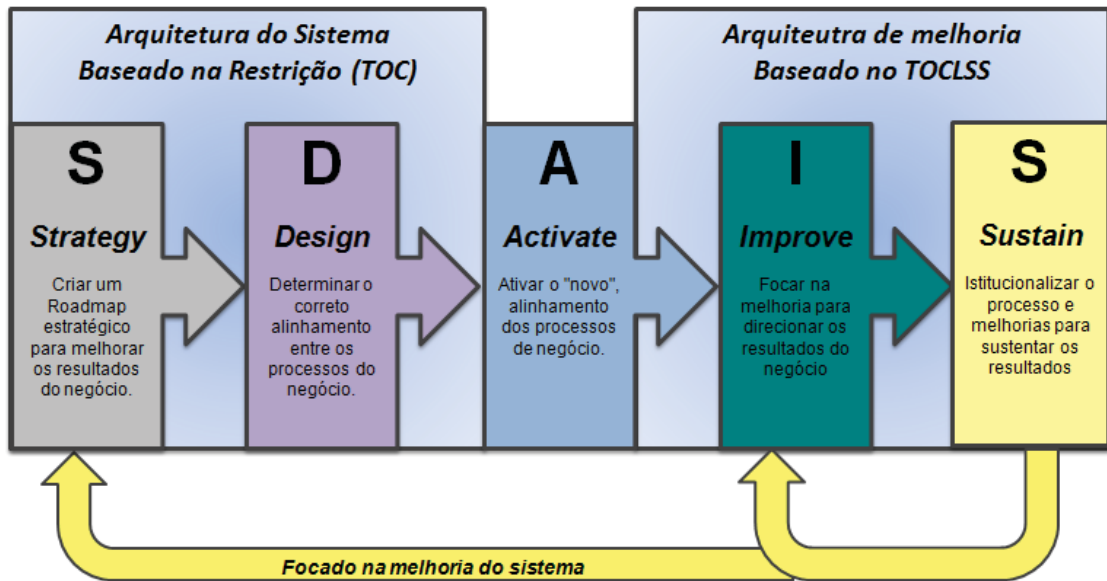 Arquitetura do Sistema
Baseado na Restrição (TOC)
Arquiteutra de melhoria
Baseado no TOCLSS
S
Strategy
Criar um
Roadmap
estratégico
para melhorar
os resultados
do negócio.
D
Design
Determinar o
correto
alinhamento
entre os
processos do
negócio.
A
Activate
Ativar o "novo",
alinhamento
dos processos
de negócio.
I
Improve
Focar na
melhoria para
direcionar os
resultados do
negócio
S
Sustain
Istitucionalizar o
processo e
melhorias para
sustentar os
resultados
Focado na melhoria do sistema